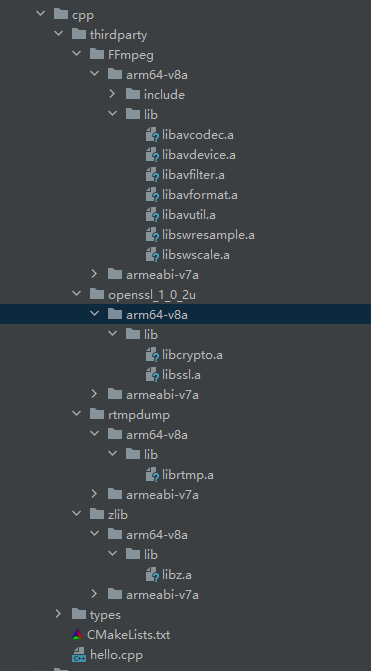 cpp
thirdparty
FFmpeg
arm64-v8a
include
lib
libavcodec.a
libavdevice.a
libavfilter.a
libavformat.a
libavutil.a
libswresample.a
libswscale.a
armeabi-v7a
openssl_1_0_2u
arm64-v8a
lib
libcrypto.a
libssl.a
armeabi-v7a
rtmpdump
arm64-v8a
lib
librtmp.a
armeabi-v7a
zlib
arm64-v8a
lib
libz.a
armeabi-v7a
types
CMakeLists.txt
hello.cpp